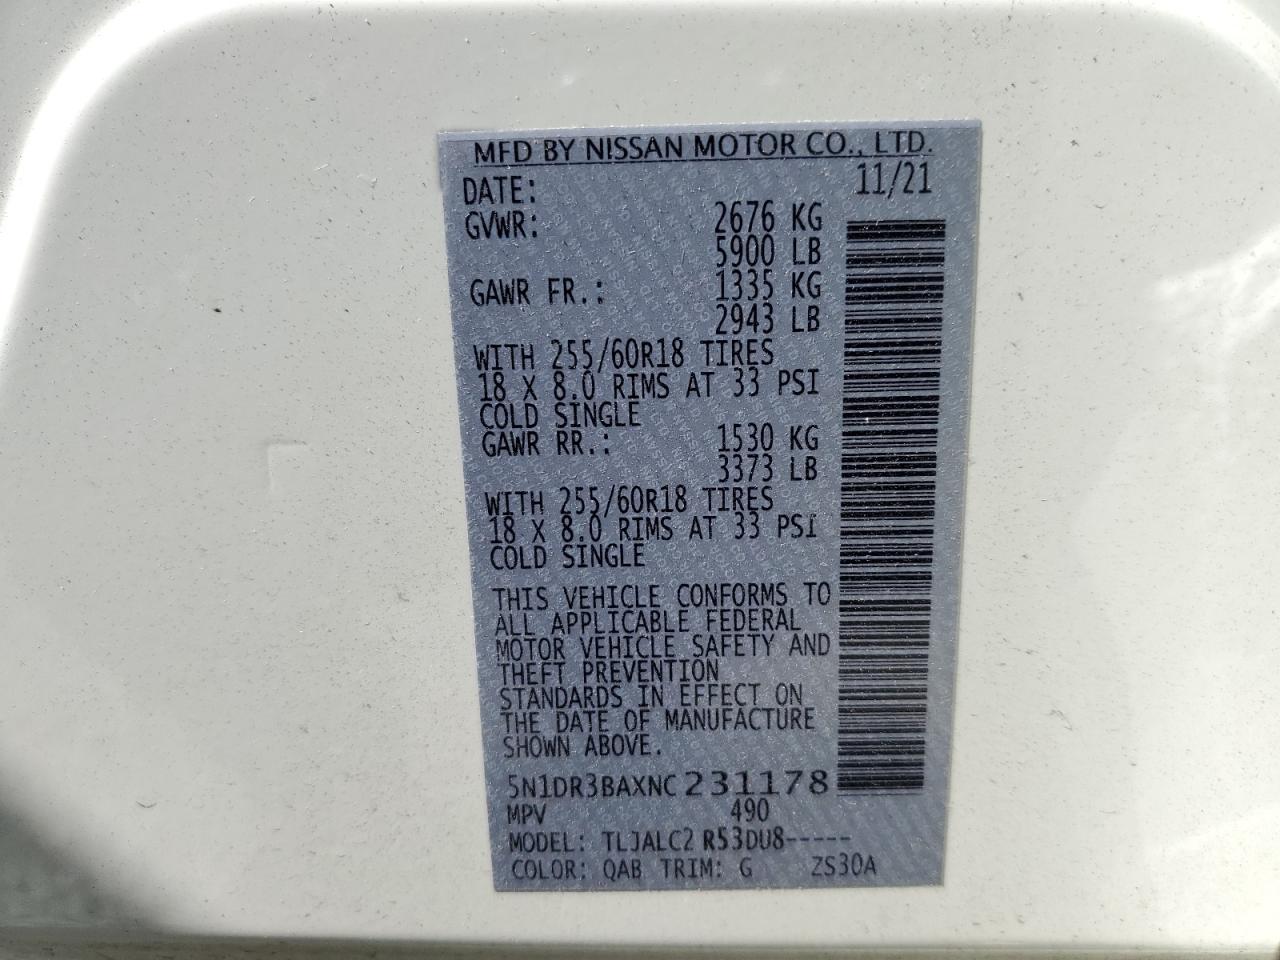 MFD BY NISSAN MOTOR CO., LTD.
DATE: 11/21
GVWR: 2676 KG
5900 LB
GAWR FR.: 1335 KG
2943 LB
WITH 255/60R18 TIRES
18 X 8.0 RIMS AT 33 PSI
COLD SINGLE
GAWR RR.: 1530 KG
3373 LB
WITH 255/60R18 TIRES
18 X 8.0 RIMS AT 33 PSI
COLD SINGLE
THIS VEHICLE CONFORMS TO
ALL APPLICABLE FEDERAL
MOTOR VEHICLE SAFETY AND
THEFT PREVENTION
STANDARDS IN EFFECT ON
THE DATE OF MANUFACTURE
SHOWN ABOVE.
5N1DR3BAXNC231178
MPV 490
MODEL: TLJALC2 R53DU8-----
COLOR: QAB TRIM: G ZS30A